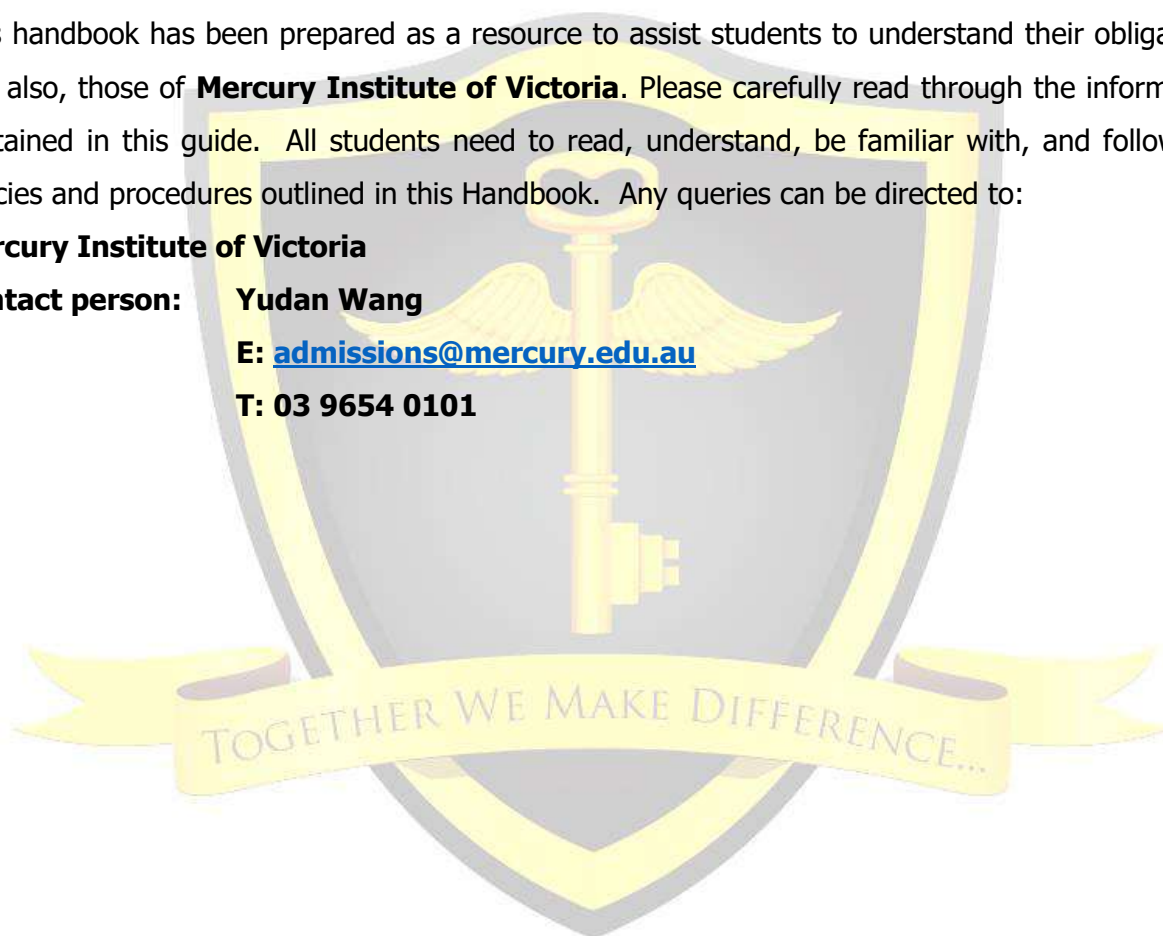 s handbook has been prepared as a resource to assist students to understand their obliga
also, those of Mercury Institute of Victoria. Please carefully read through the inform
tained in this guide. All students need to read, understand, be familiar with, and follow
cies and procedures outlined in this Handbook. Any queries can be directed to:
rcury Institute of Victoria
ntact person: Yudan Wang
E: admissions@mercury.edu.au
T: 03 9654 0101
TOGETHER WE MAKE DIFFERENCE...